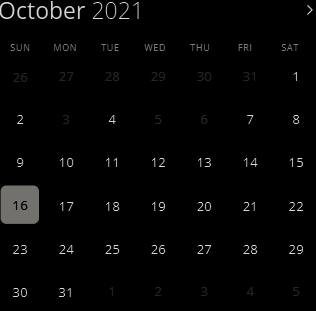 October 2021
SUN MON TUE WED THU FRI SAT
26 27 28 29 30 31 1
2 3 4 5 6 7 8
9 10 11 12 13 14 15
16 17 18 19 20 21 22
23 24 25 26 27 28 29
30 31 1 2 3 4 5